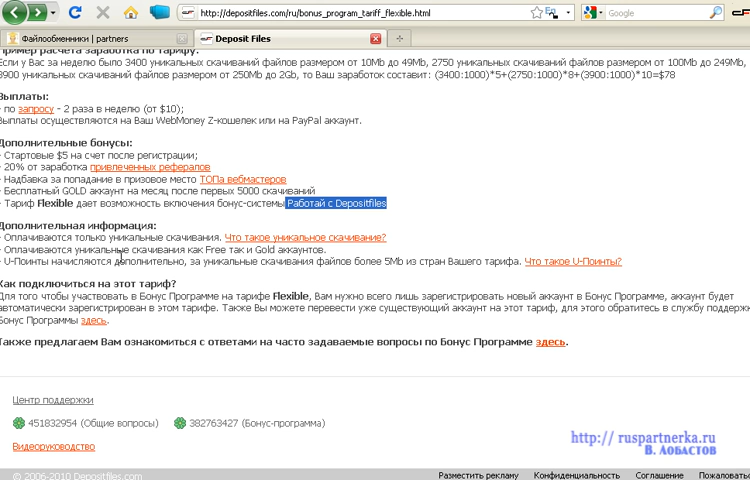 http://depositfiles.com/ru/bonus_program_tariff_flexible.html
Google
Файлообменники | partners
Deposit Files
Пример расчета заработка по тарифу:
Если у Вас за неделю было 3400 уникальных скачиваний файлов размером от 10Mb до 49Mb, 2750 уникальных скачиваний файлов размером от 100Mb до 249Mb,
3900 уникальных скачиваний файлов размером от 250Mb до 2Gb, то Ваш заработок составит: (3400:1000)*5+(2750:1000)*8+(3900:1000)*10=$78
Выплаты:
- по запросу - 2 раза в неделю (от $10);
Выплаты осуществляются на Ваш WebMoney Z-кошелек или на PayPal аккаунт.
Дополнительные бонусы:
- Стартовые $5 на счет после регистрации;
- 20% от заработка привлеченных рефералов
- Надбавка за попадание в призовое место ТОПа вебмастеров
- Бесплатный GOLD аккаунт на месяц после первых 5000 скачиваний
- Тариф Flexible дает возможность включения бонус-системы Работай с Depositfiles
Дополнительная информация:
- Оплачиваются только уникальные скачивания. Что такое уникальное скачивание?
- Оплачиваются уникальные скачивания как Free так и Gold аккаунтов.
- U-Поинты начисляются дополнительно, за уникальные скачивания файлов более 5Mb из стран Вашего тарифа. Что такое U-Поинты?
Как подключиться на этот тариф?
Для того чтобы участвовать в Бонус Программе на тарифе Flexible, Вам нужно всего лишь зарегистрировать новый аккаунт в Бонус Программе, аккаунт будет
автоматически зарегистрирован в этом тарифе. Также Вы можете перевести уже существующий аккаунт на этот тариф, для этого обратитесь в службу поддержк
Бонус Программы здесь.
Также предлагаем Вам ознакомиться с ответами на часто задаваемые вопросы по Бонус Программе здесь.
Центр поддержки
451832954 (Общие вопросы) 382763427 (Бонус-программа)
Видеоруководство
http://ruspartnerka.ru
В. Лобастов
© 2006-2010 Depositfiles.com
Разместить рекламу Конфиденциальность Соглашение Пожаловать